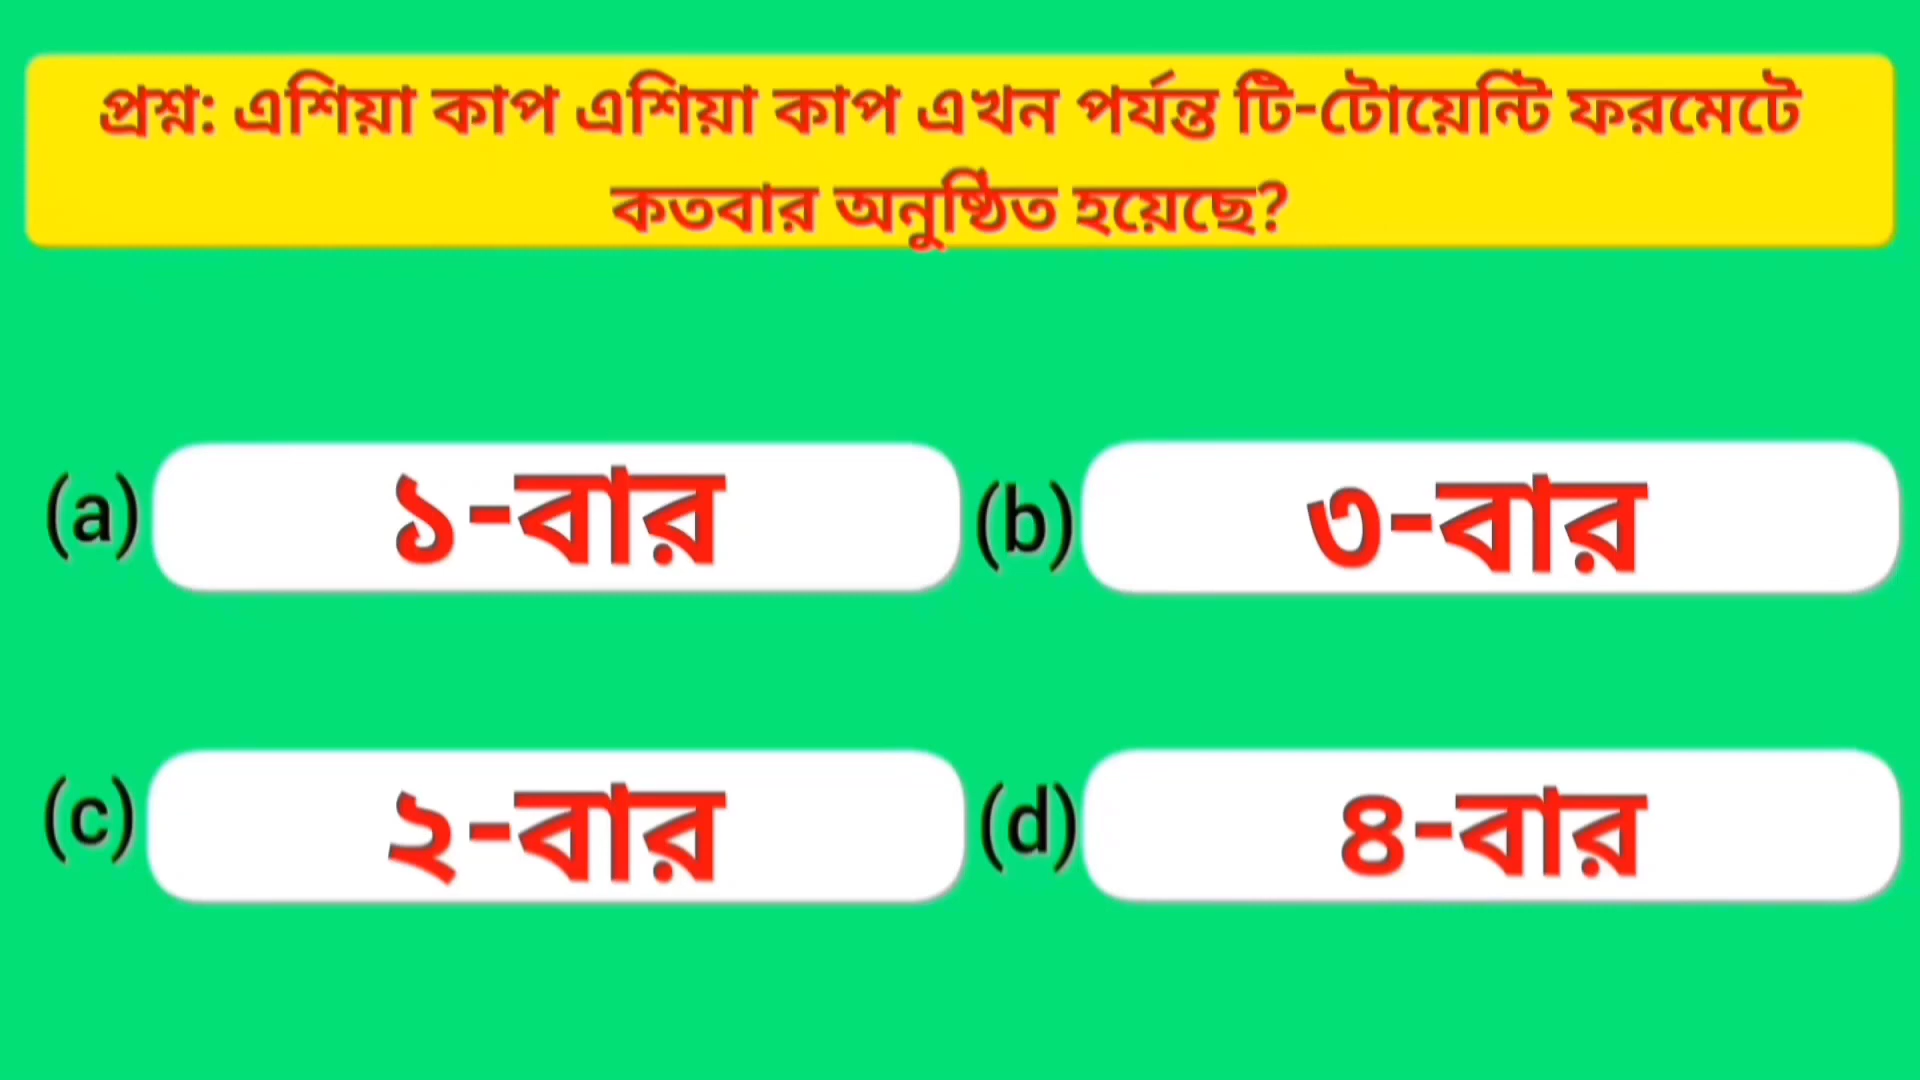 প্রশ্ন: এশিয়া কাপ এশিয়া কাপ এখন পর্যন্ত টি-টোয়েন্টি ফরমেটে
কতবার অনুষ্ঠিত হয়েছে?
(a) ১-বার
(b) ৩-বার
(c) ২-বার
(d) ৪-বার